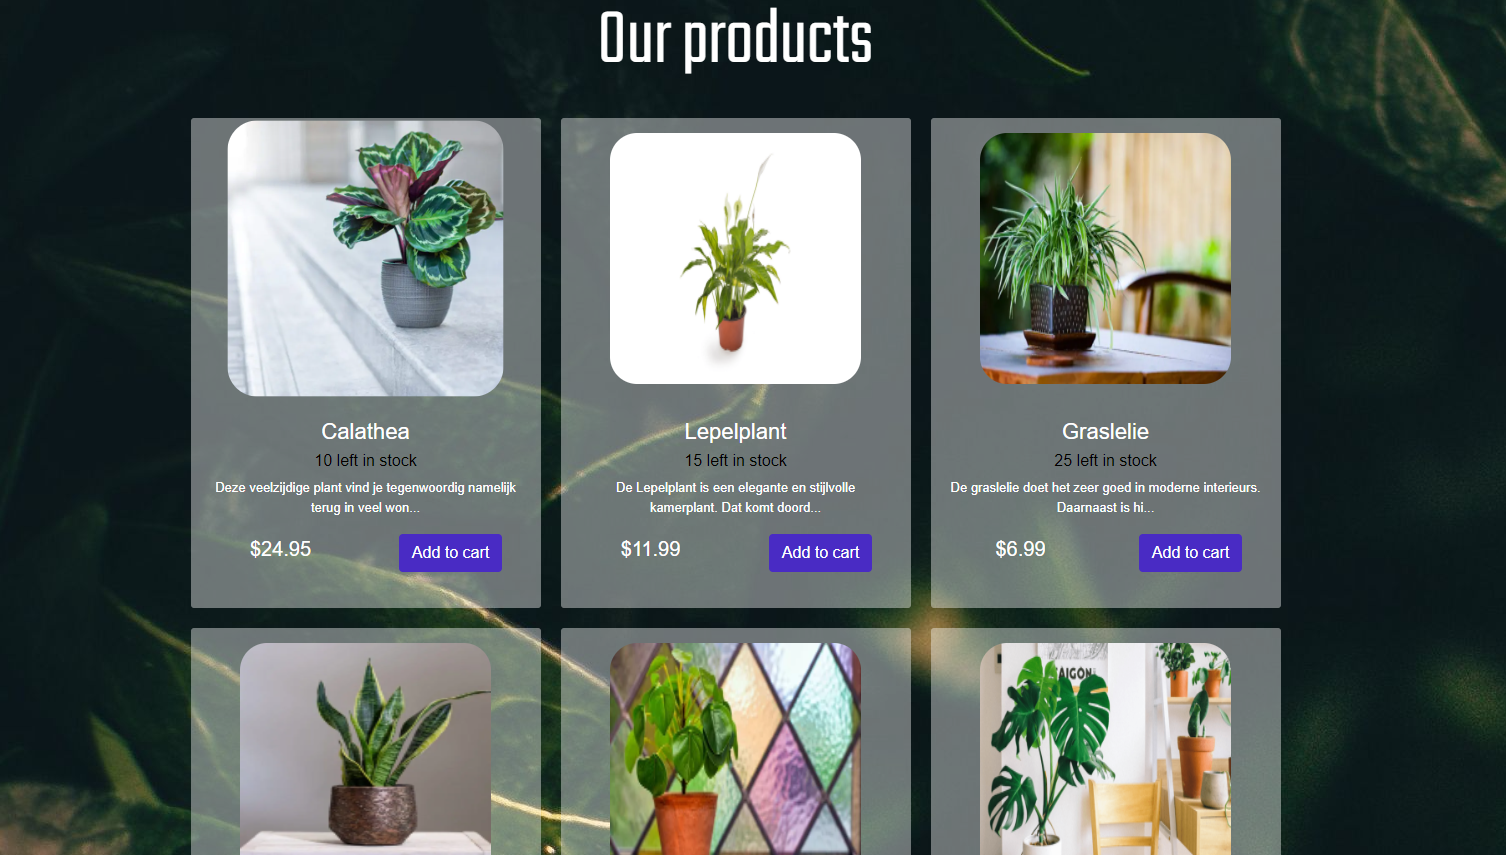 Our products
Calathea
10 left in stock
Deze veelzijdige plant vind je tegenwoordig namelijk
terug in veel won...
$24.95
Add to cart
Lepelplant
15 left in stock
De Lepelplant is een elegante en stijlvolle
kamerplant. Dat komt doord...
$11.99
Add to cart
Graslelie
25 left in stock
De graslelie doet het zeer goed in moderne interieurs.
Daarnaast is hi...
$6.99
Add to cart
AIGÓN